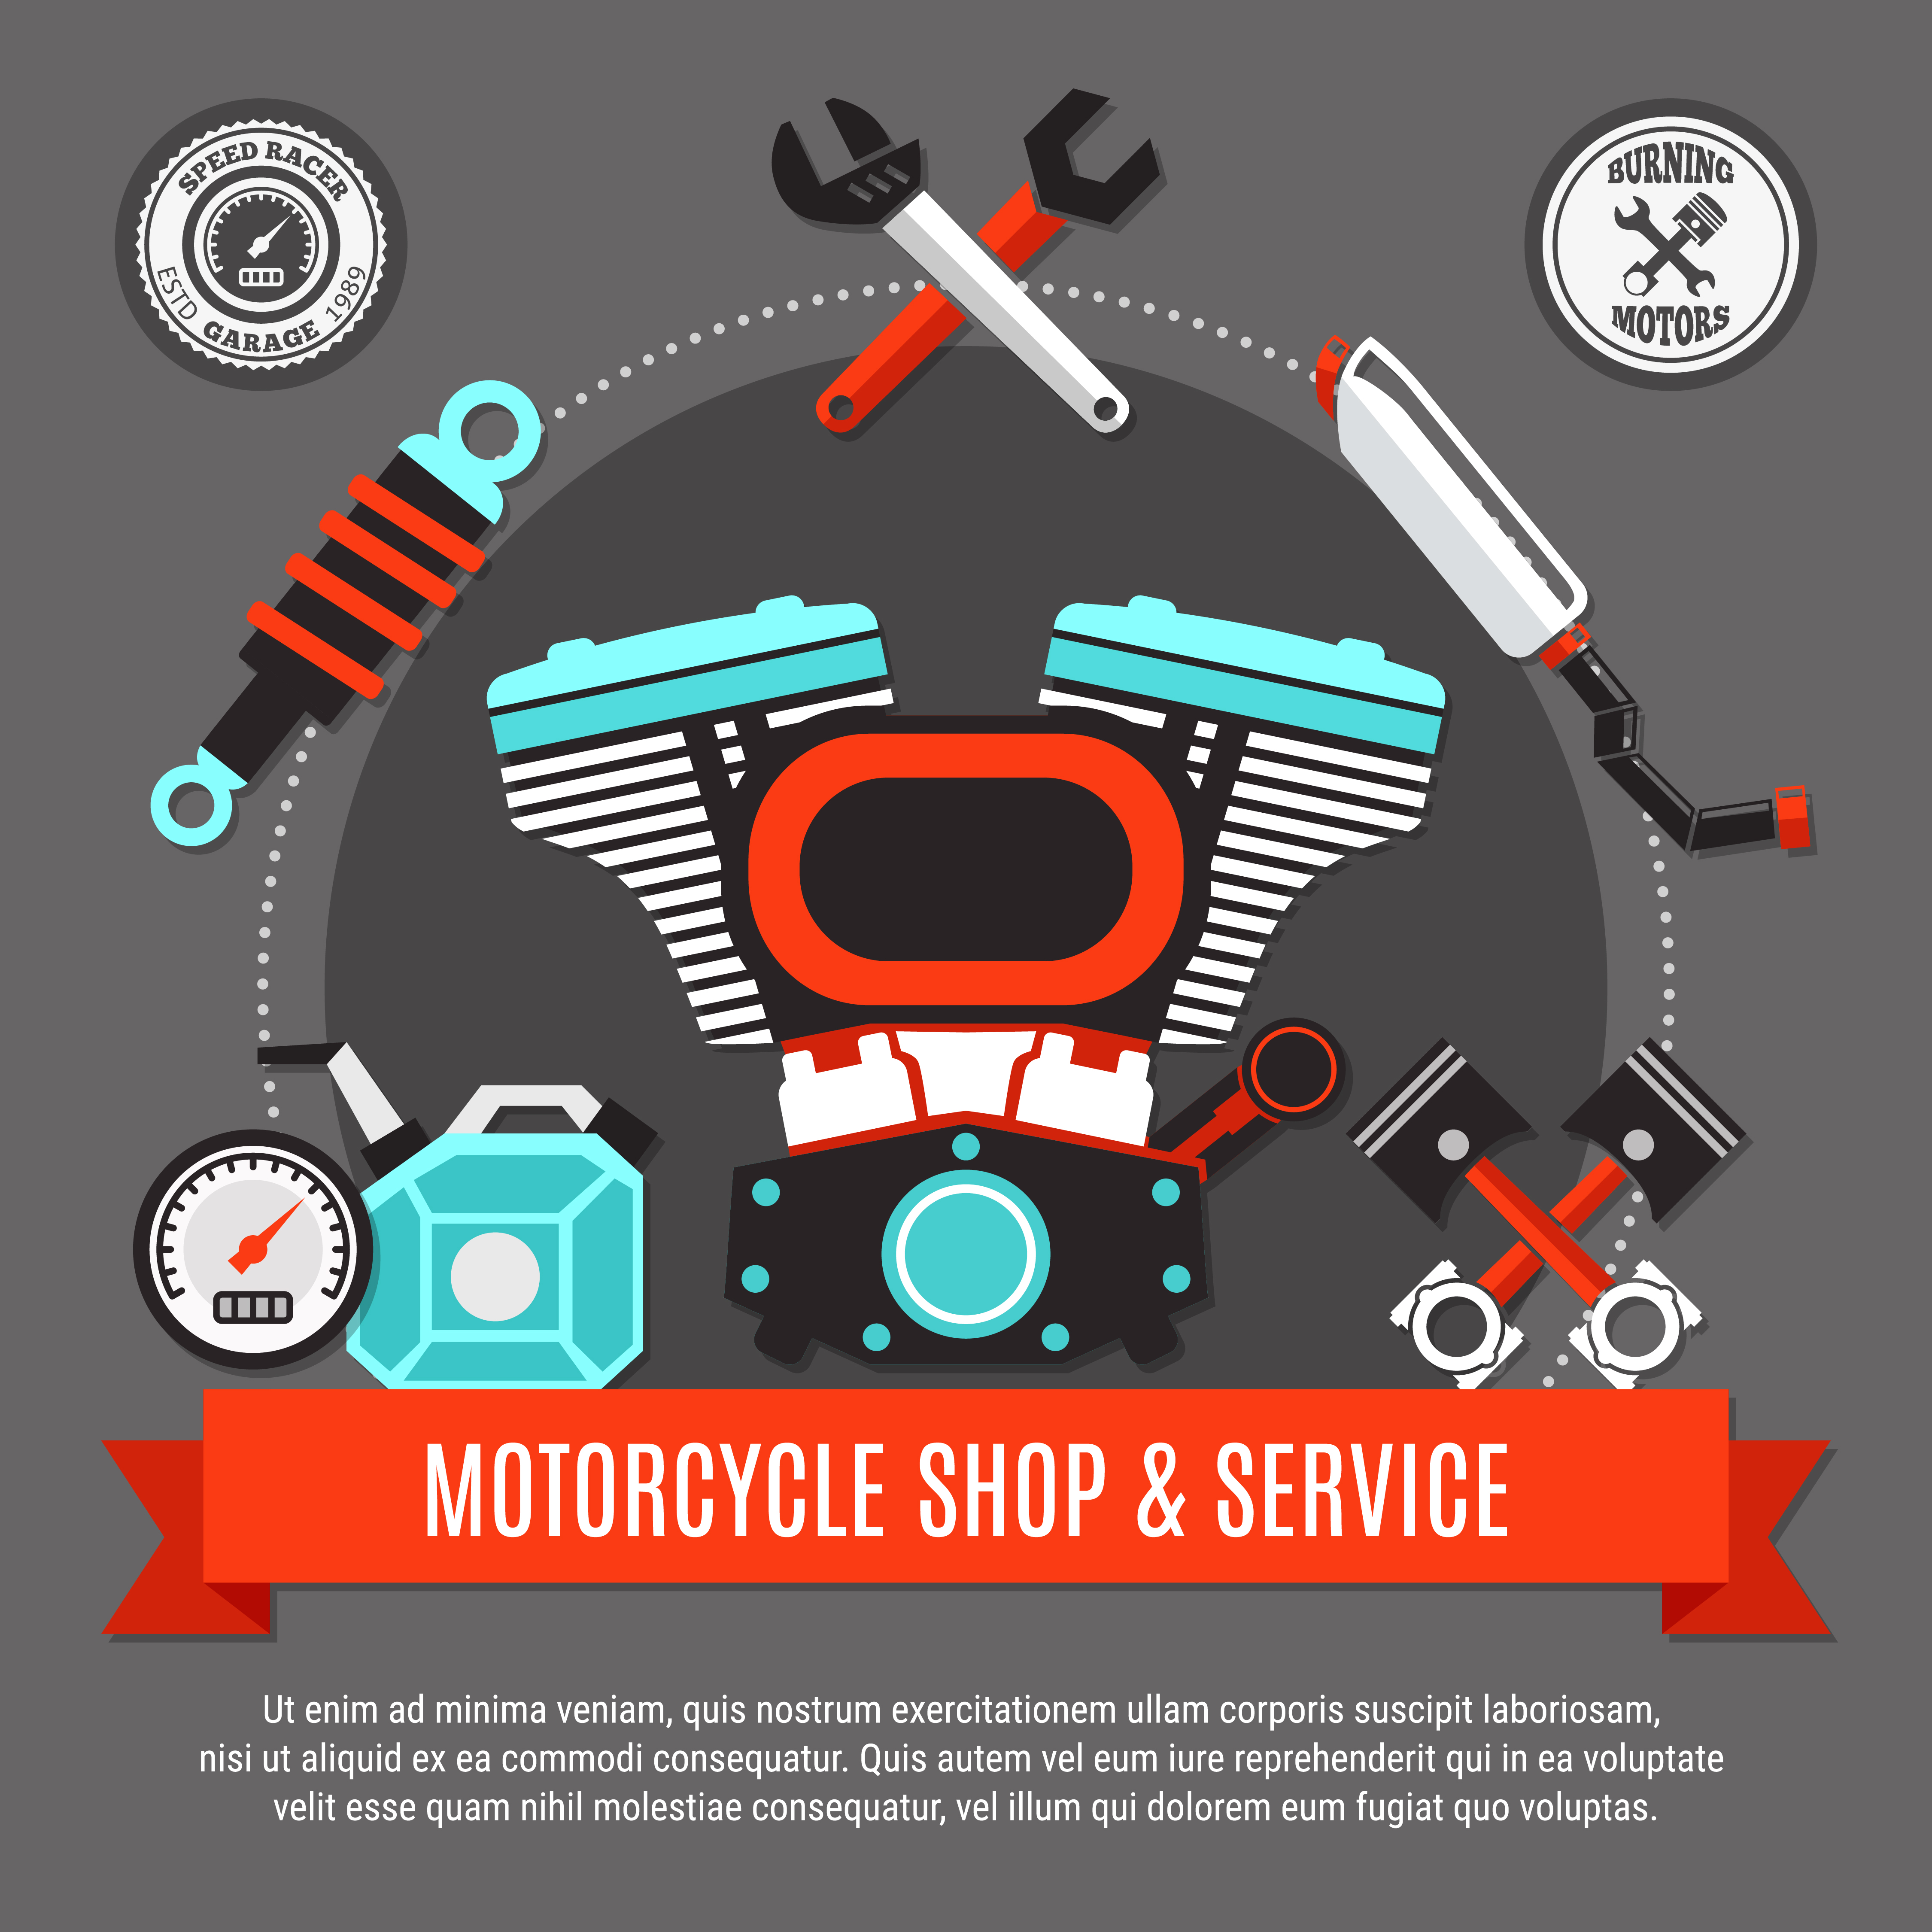 SPEED RACER
ESTD GARAGE 1989
BURNING
MOTORS
MOTORCYCLE SHOP & SERVICE
Ut enim ad minima veniam, quis nostrum exercitationem ullam corporis suscipit laboriosam,
nisi ut aliquid ex ea commodi consequatur. Quis autem vel eum iure reprehenderit qui in ea voluptate
velit esse quam nihil molestiae consequatur, vel illum qui dolorem eum fugiat quo voluptas.